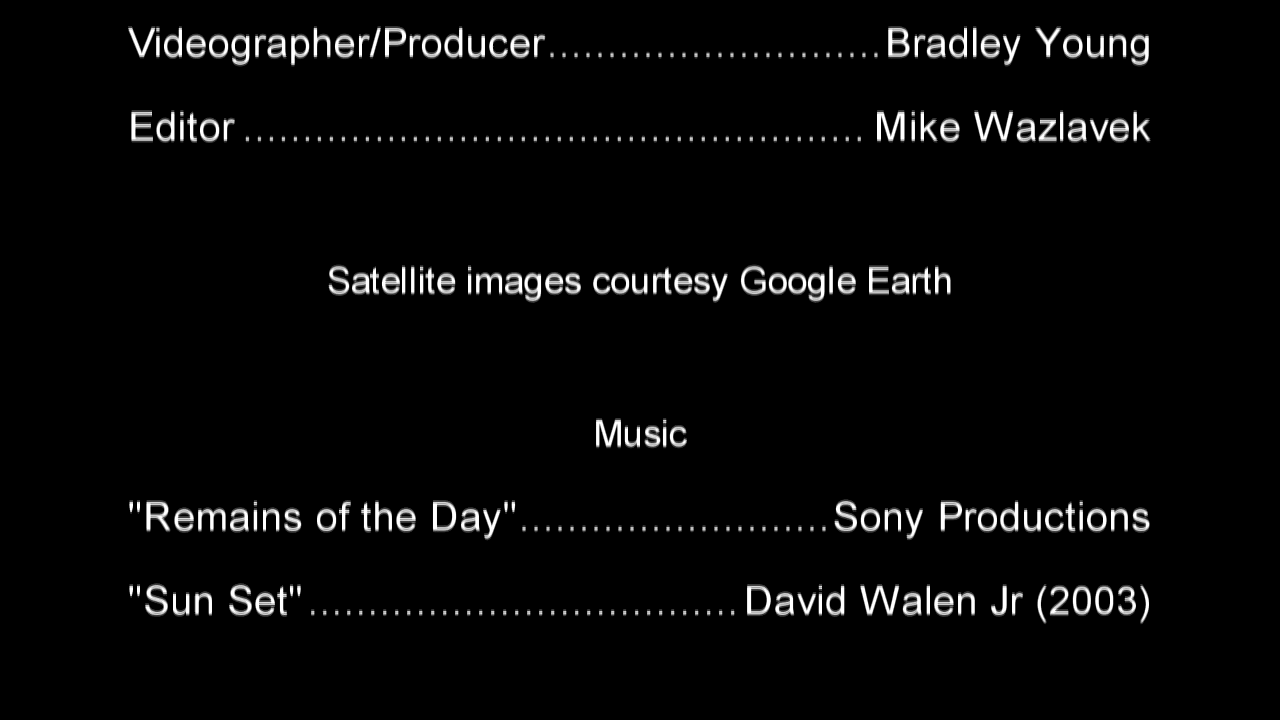 Videographer/Producer............................Bradley Young
Editor .................................................... Mike Wazlavek
Satellite images courtesy Google Earth
Music
"Remains of the Day"..........................Sony Productions
"Sun Set" .................................... David Walen Jr (2003)